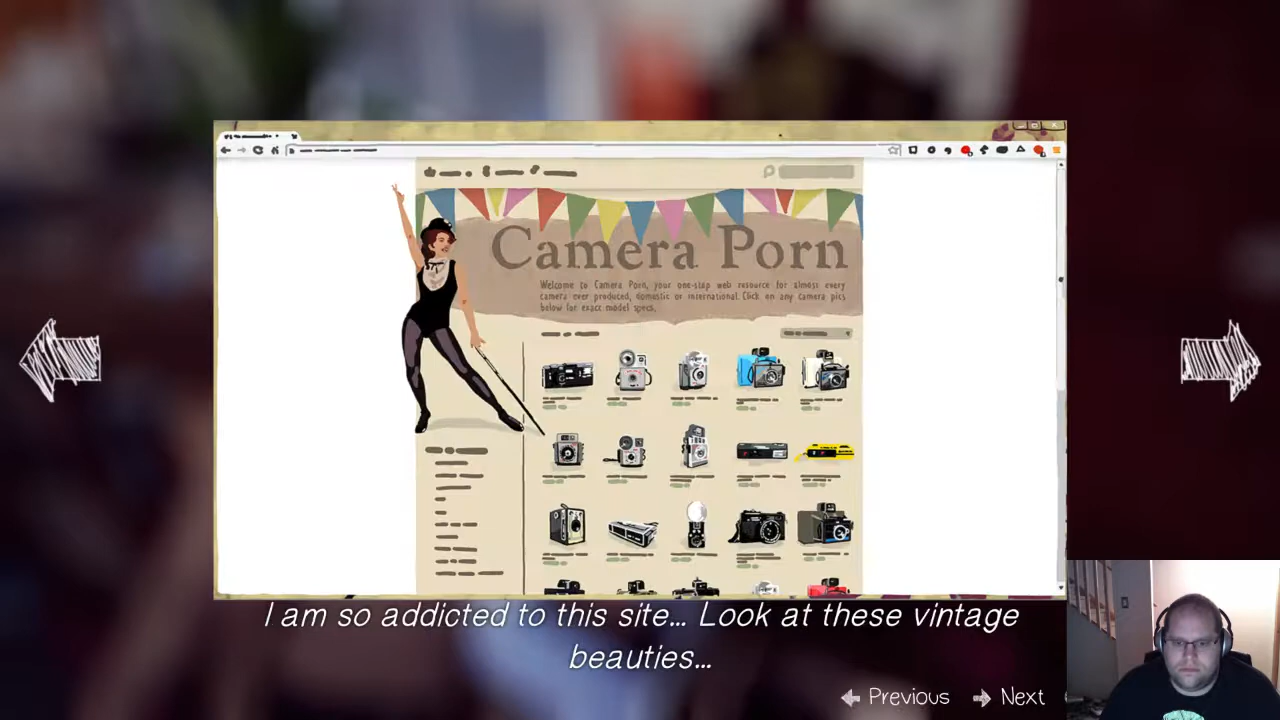 Camera Porn
Welcome to Camera Porn, your one-stop web resource for almost every
camera ever produced, domestic or international. Click on any camera pics
below for exact model specs.
I am so addicted to this site... Look at these vintage
beauties...
Previous Next